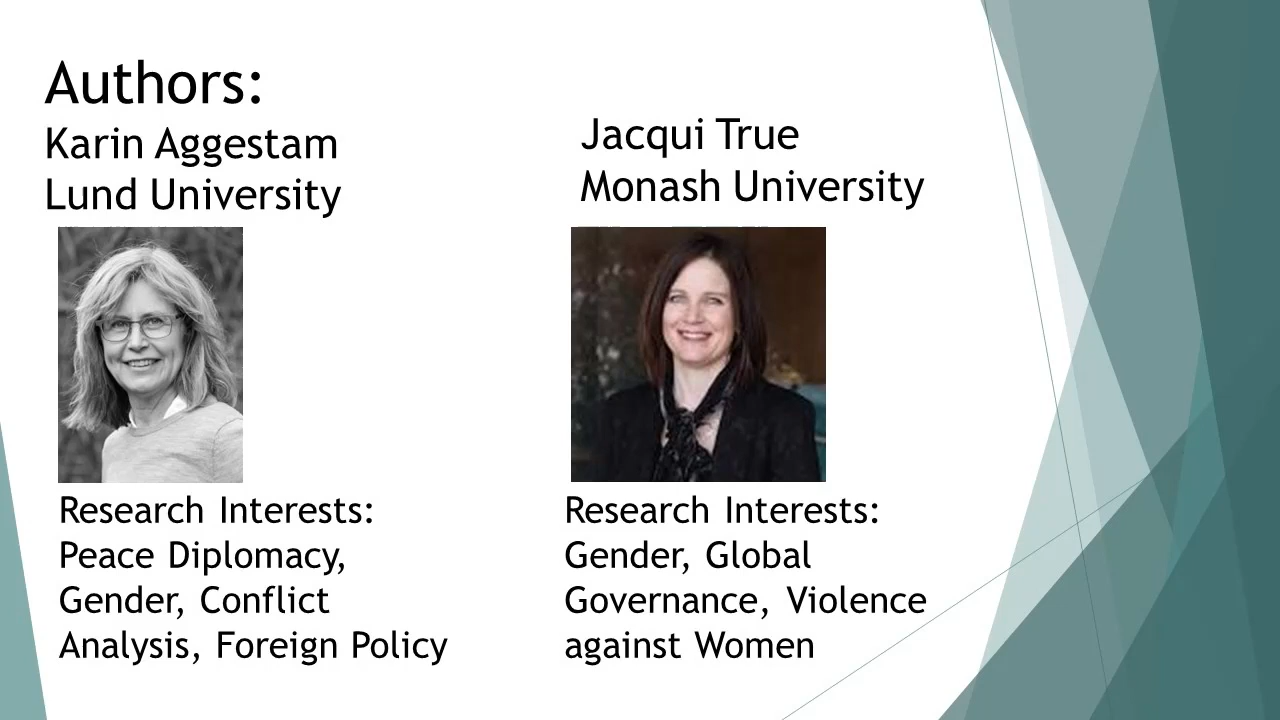 Authors:
Karin Aggestam
Lund University
Jacqui True
Monash University
Research Interests:
Peace Diplomacy,
Gender, Conflict
Analysis, Foreign Policy
Research Interests:
Gender, Global
Governance, Violence
against Women